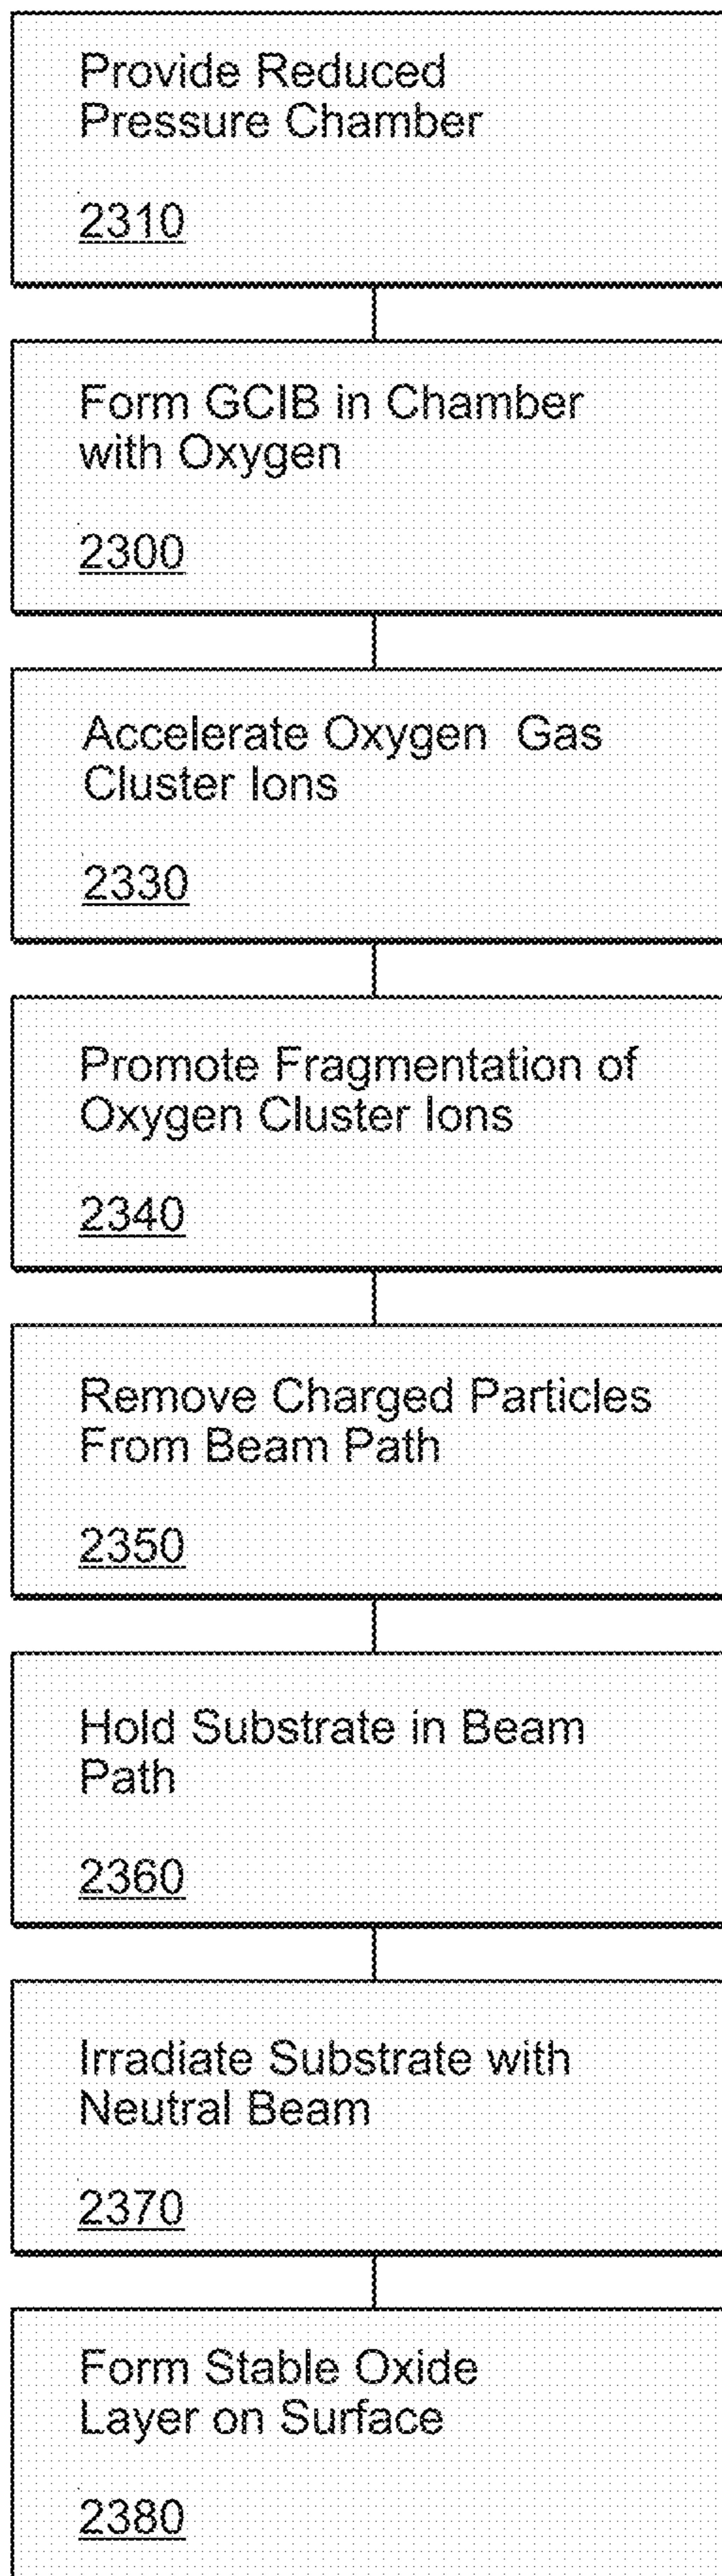 Provide Reduced
Pressure Chamber
2310
Form GCIB in Chamber
with Oxygen
2300
Accelerate Oxygen Gas
Cluster Ions
2330
Promote Fragmentation of
Oxygen Cluster Ions
2340
Remove Charged Particles
From Beam Path
2350
Hold Substrate in Beam
Path
2360
Irradiate Substrate with
Neutral Beam
2370
Form Stable Oxide
Layer on Surface
2380